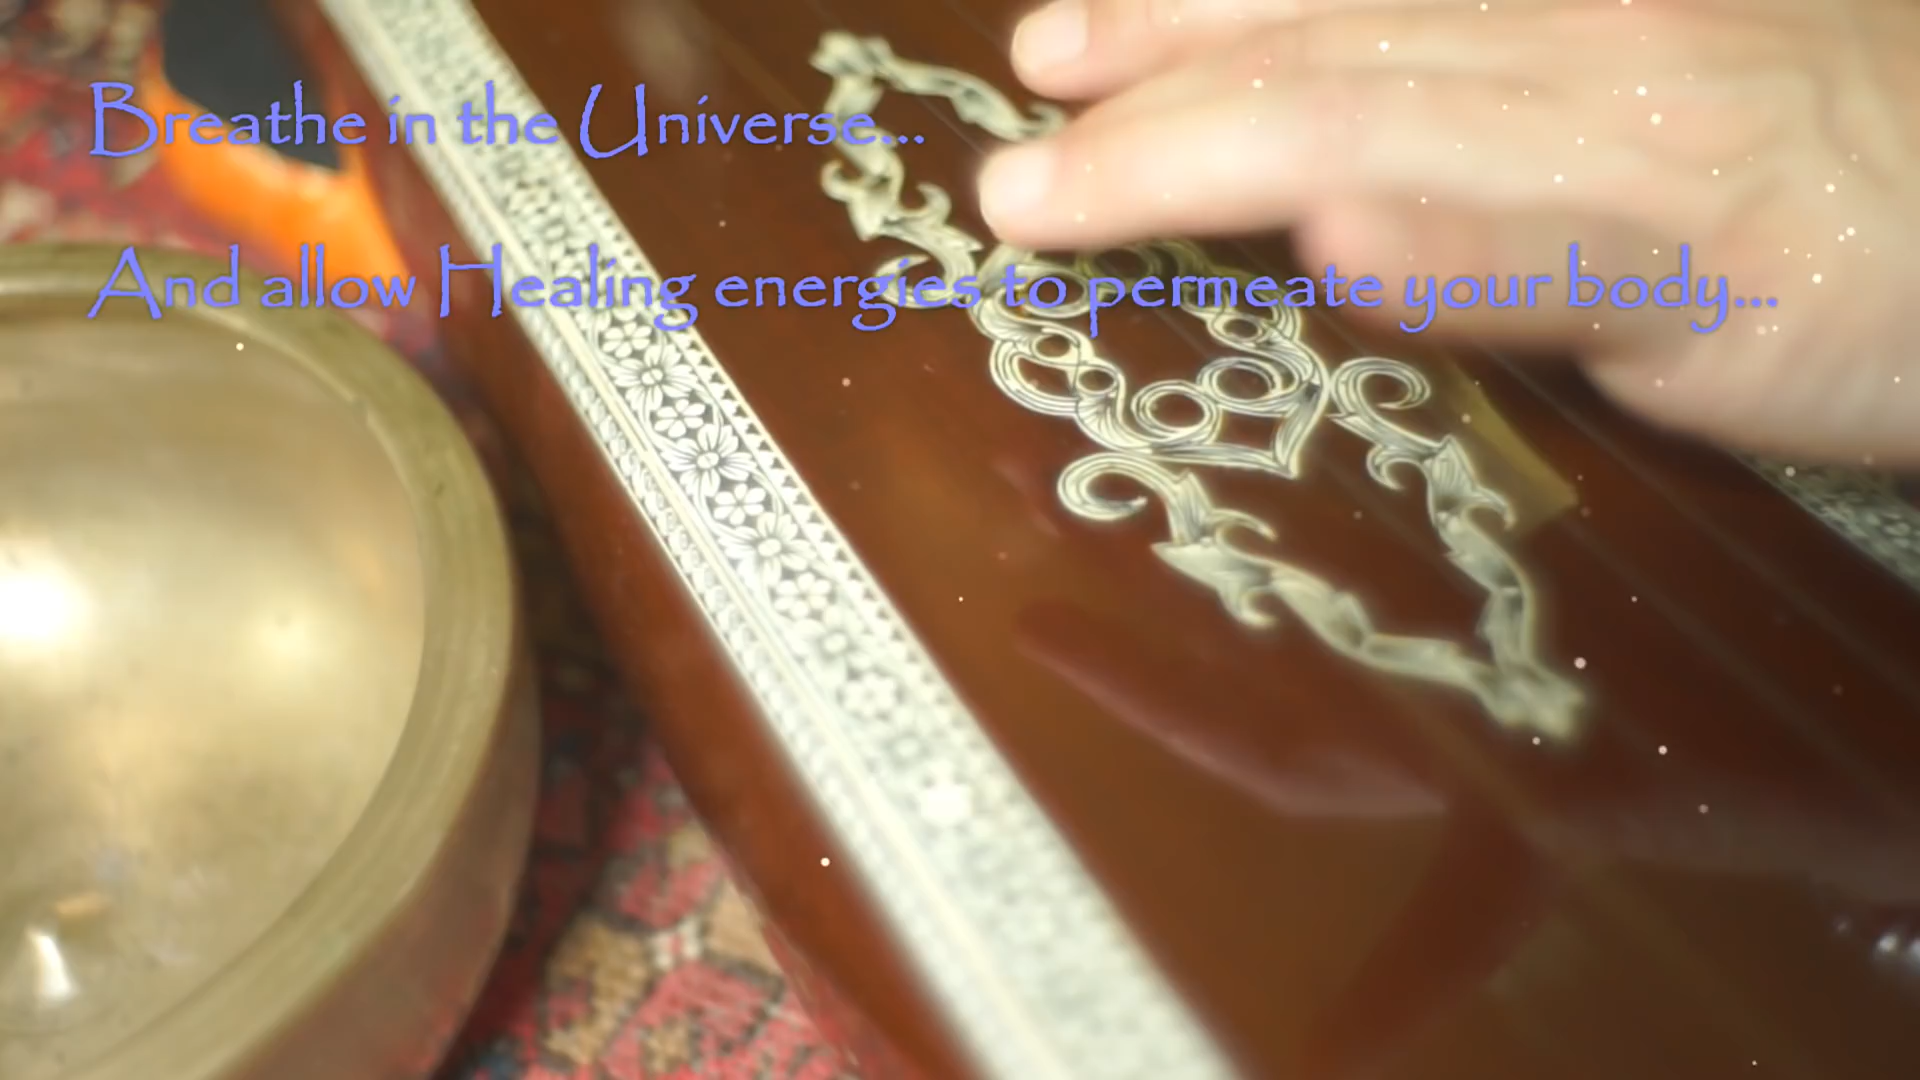 Breathe in the Universe...
And allow Healing energies to permeate your body...